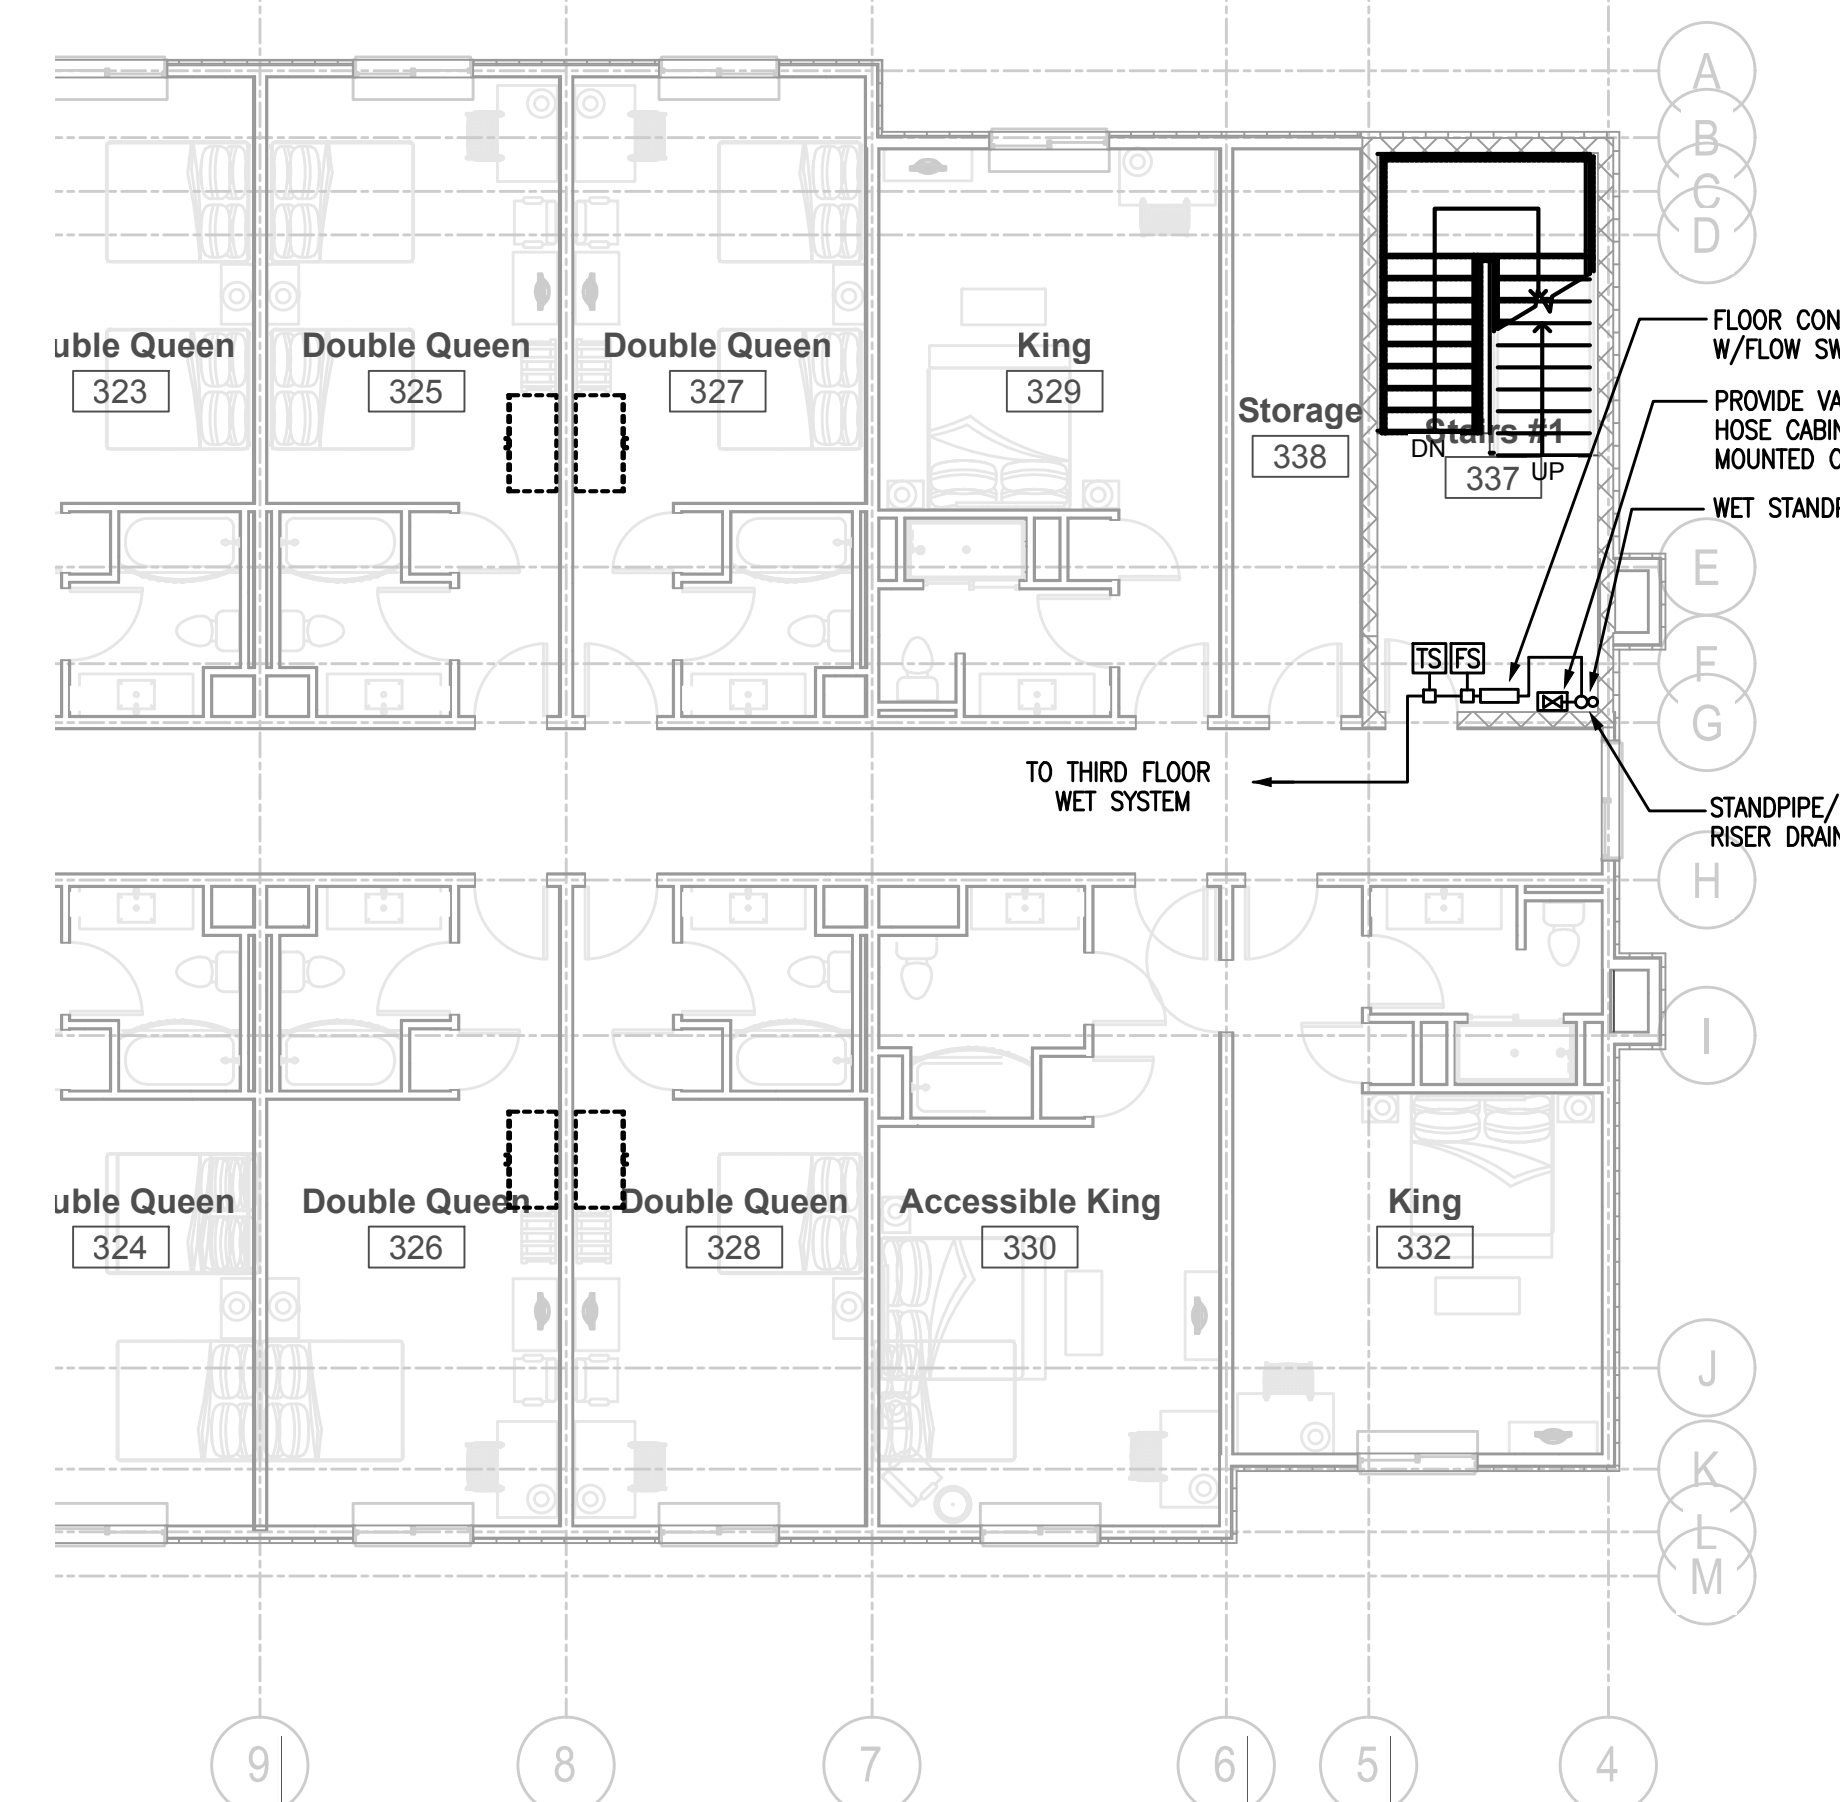 A
B
C
D
FLOOR CON
W/FLOW SW
uble Queen
Double Queen
Double Queen
King
323
325
327
329
PROVIDE VA
HOSE CABIN
MOUNTED O
Storage
338
Stairs #1
DN
337
UP
WET STANDP
E
TS
FS
F
G
TO THIRD FLOOR
WET SYSTEM
STANDPIPE/
RISER DRAIN
H
I
uble Queen
Double Queen
Double Queen
Accessible King
King
324
326
328
330
332
J
K
L
M
9
8
7
6
5
4